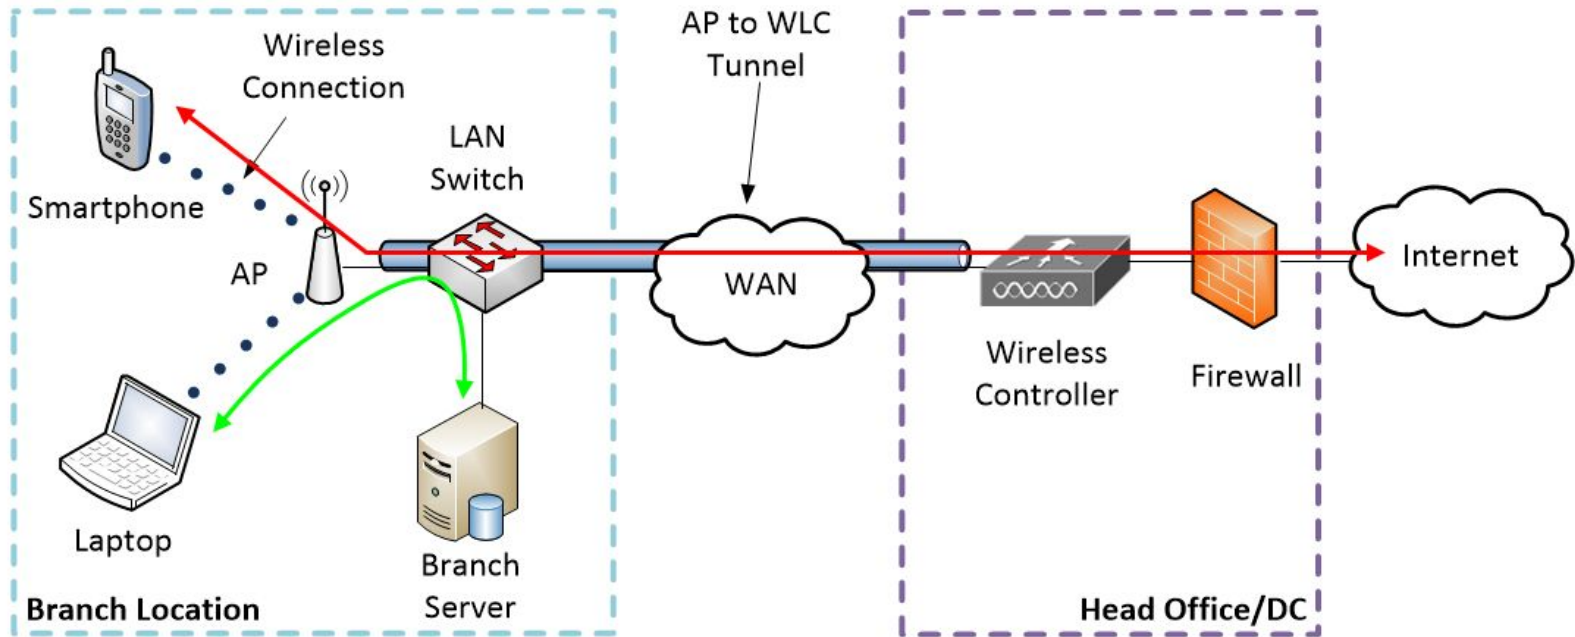 Wireless
Connection
AP to WLC
Tunnel
LAN
Switch
Smartphone
AP
WAN
Internet
Wireless
Controller
Firewall
Laptop
Branch
Server
Branch Location
Head Office/DC